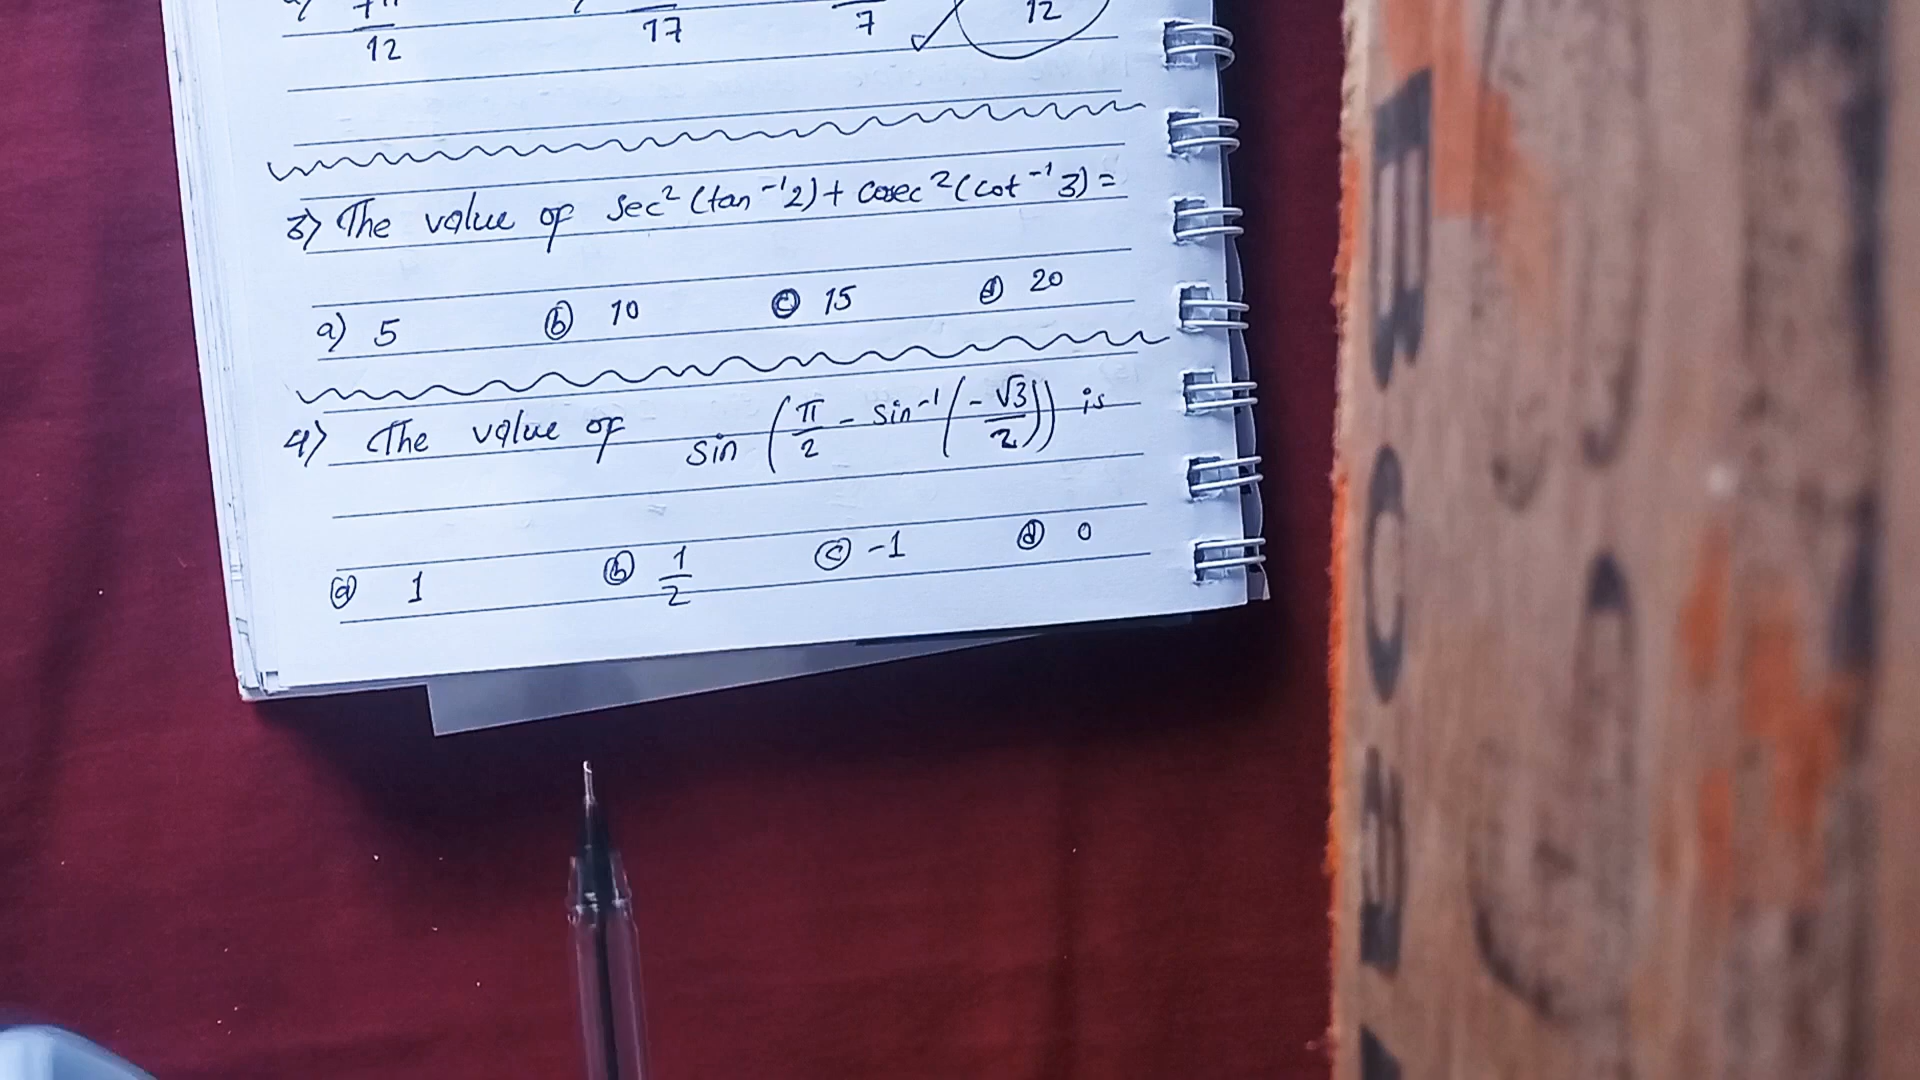 12 17 7 12
3) The value of sec² (tan⁻¹2) + cosec² (cot⁻¹3) =
a) 5 ⓑ 10 ⓒ 15 ⓓ 20
4) The value of sin (π/2 - sin⁻¹(-√3/2)) is
ⓐ 1 ⓑ 1/2 ⓒ -1 ⓓ 0